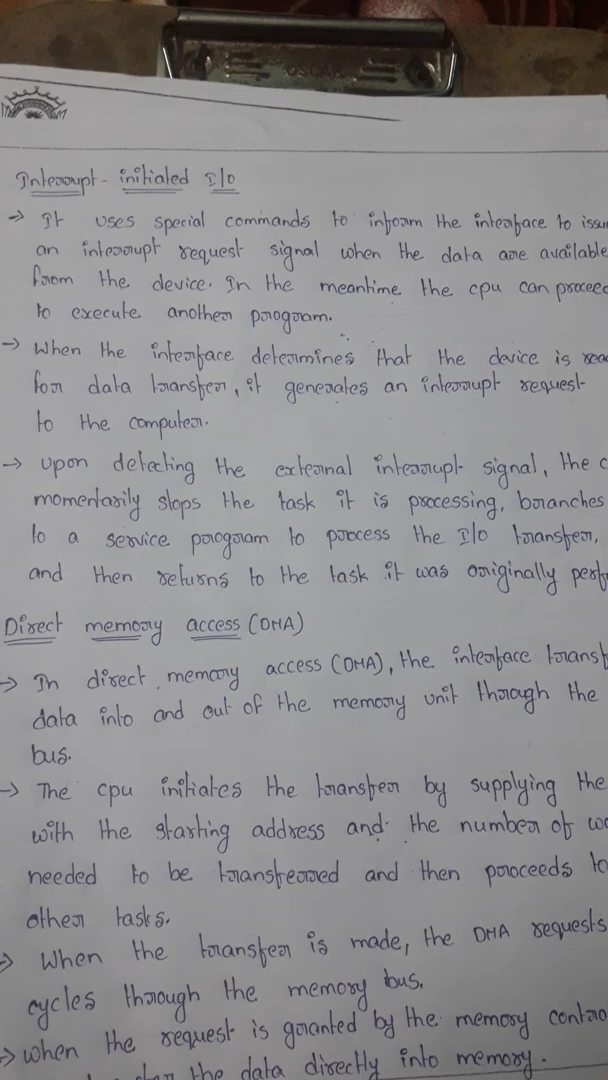 OSCAR
Interrupt - initiated I/O
→ It uses special commands to inform the interface to
an interrupt request signal when the data are available
from the device. In the meantime the cpu can
to execute another program.
→ When the interface determines that the device is
for data transfer, it generates an interrupt request
to the computer.
→ upon detecting the external interrupt signal, the
momentarily stops the task it is processing, branches
to a service program to process the I/O transfer,
and then returns to the task it was originally
Direct memory access (DMA)
→ In direct memory access (DMA), the interface
data into and out of the memory unit through the
bus.
→ The cpu initiates the transfer by supplying the
with the starting address and the number of
needed to be transferred and then proceeds to
other tasks.
→ When the transfer is made, the DMA requests
cycles through the memory bus.
→ when the request is granted by the memory
the data directly into memory.